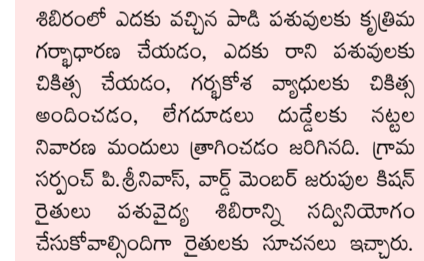 శిబిరంలో ఎదకు వచ్చిన పాడి పశువులకు కృత్రిమ
గర్భాధారణ చేయడం, ఎదకు రాని పశువులకు
చికిత్స చేయడం, గర్భకోశ వ్యాధులకు చికిత్స
అందించడం, లేగదూడలు దుడ్డేలకు నట్టల
నివారణ మందులు త్రాగించడం జరిగినది. గ్రామ
సర్పంచ్ పి.శ్రీనివాస్, వార్డ్ మెంబర్ జరుపుల కిషన్
రైతులు పశువైద్య శిబిరాన్ని సద్వినియోగం
చేసుకోవాల్సిందిగా రైతులకు సూచనలు ఇచ్చారు.